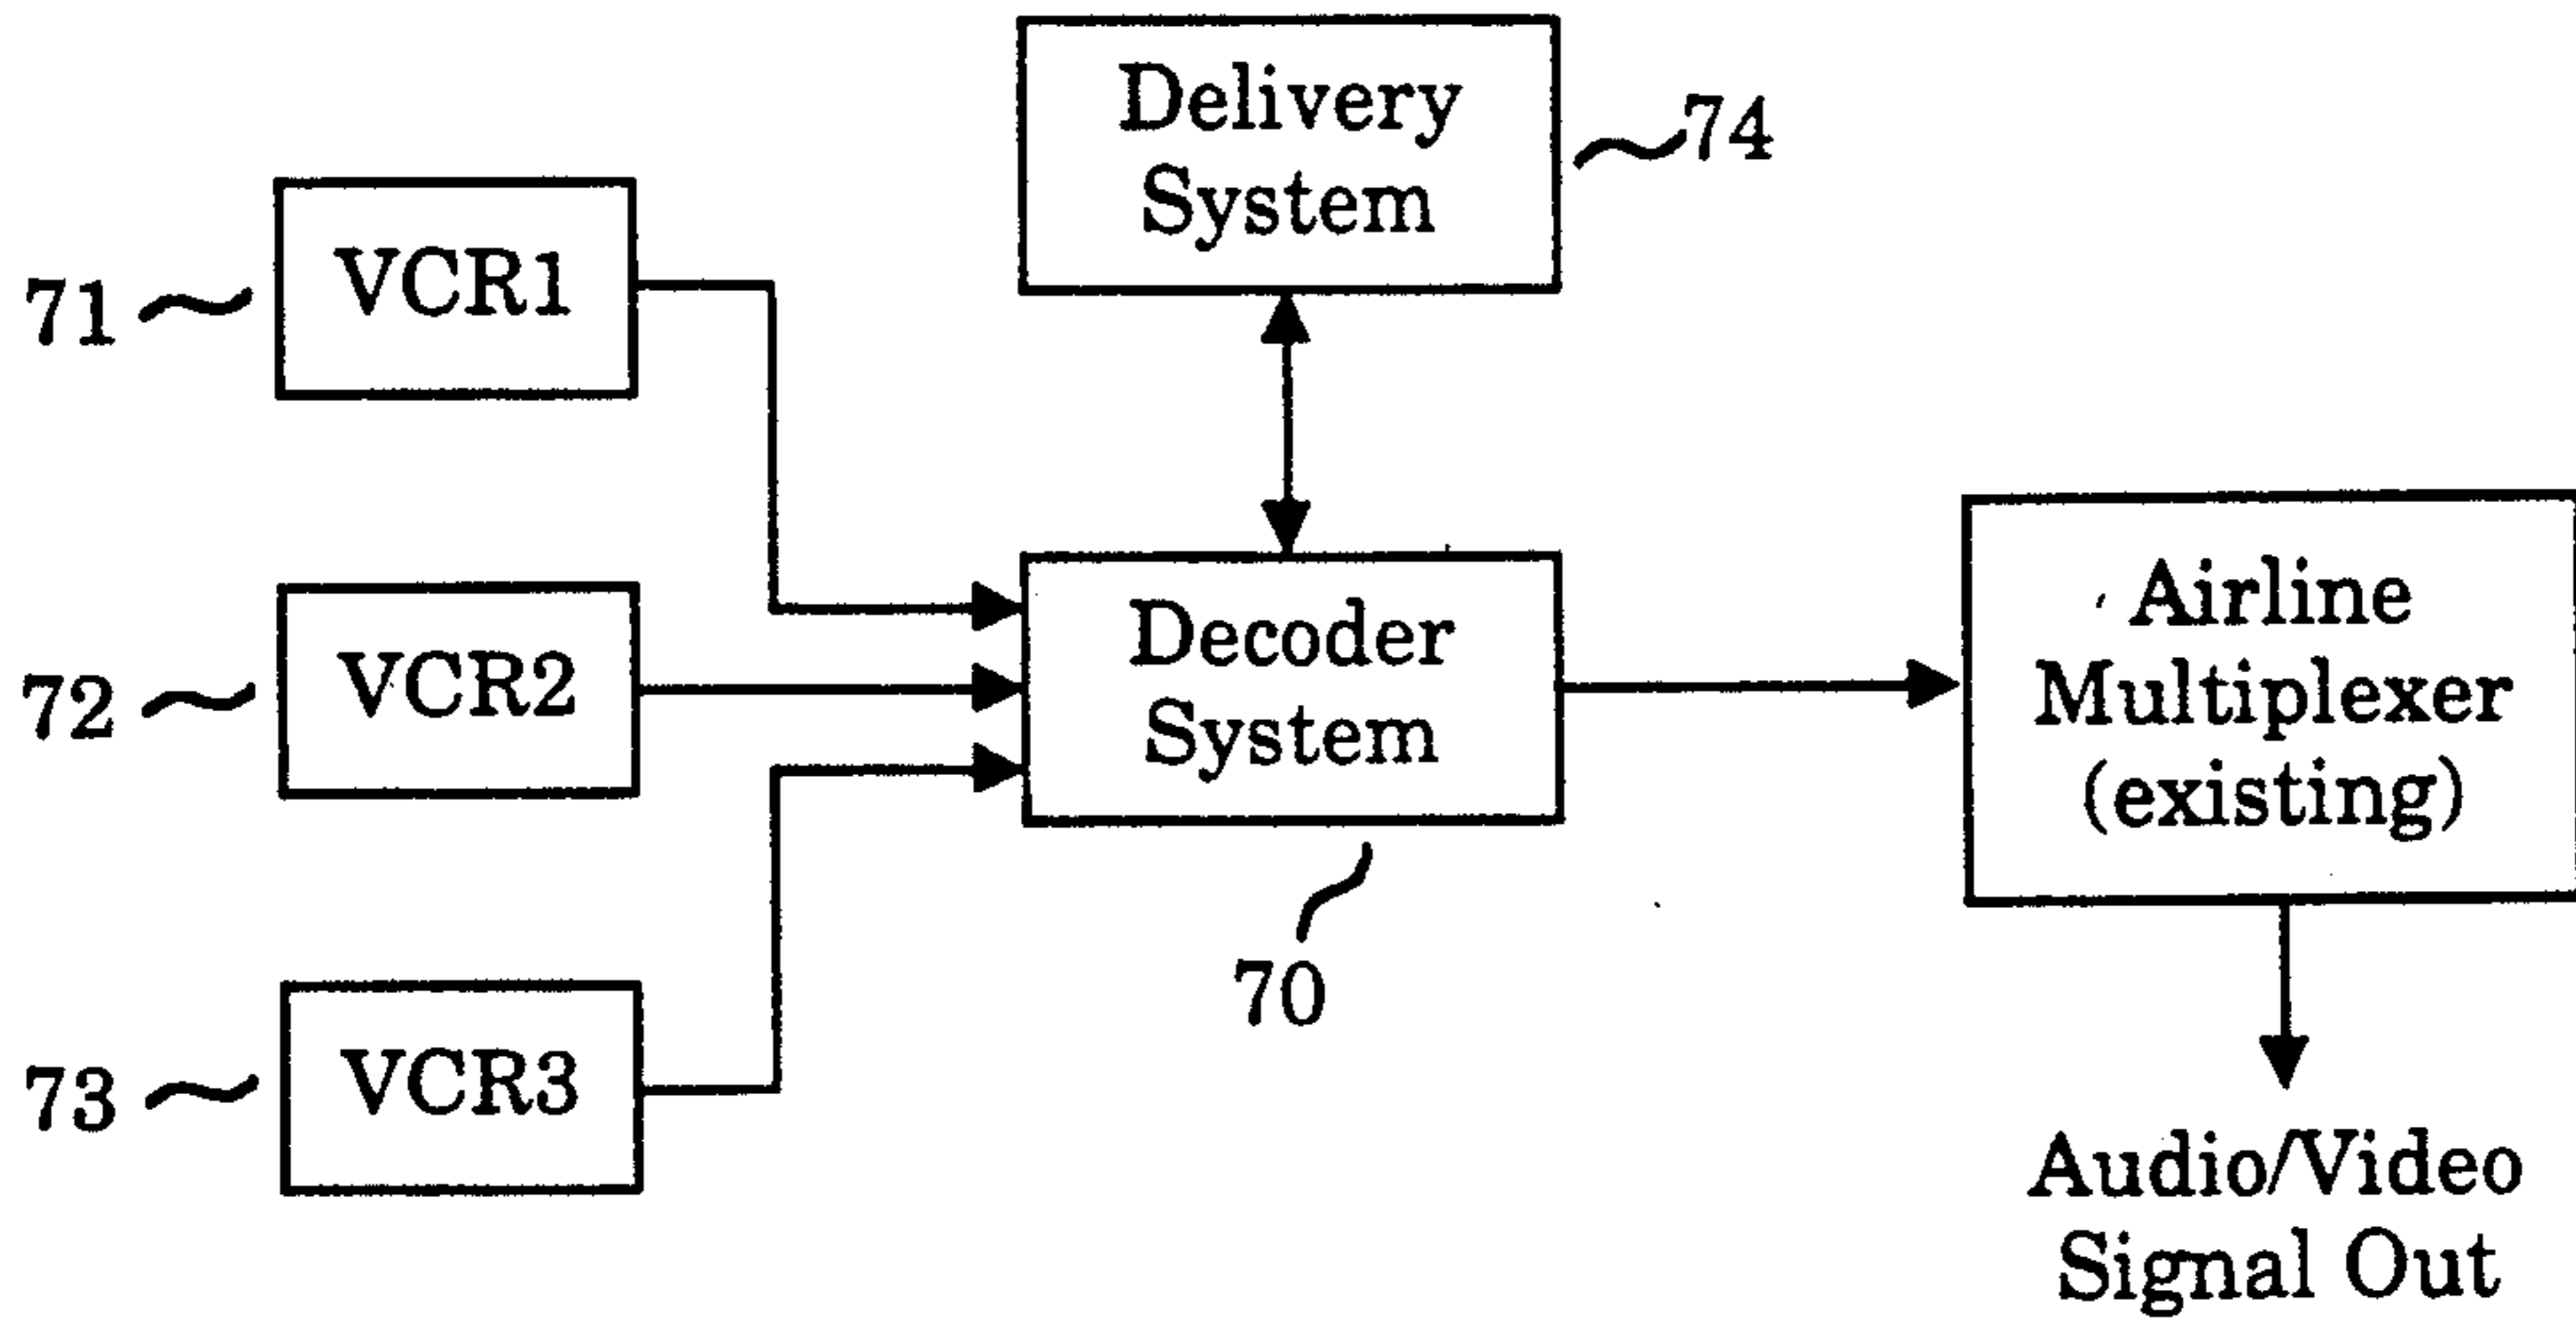 Delivery
System
74
VCR1
71
VCR2
72
VCR3
73
Decoder
System
70
Airline
Multiplexer
(existing)
Audio/Video
Signal Out